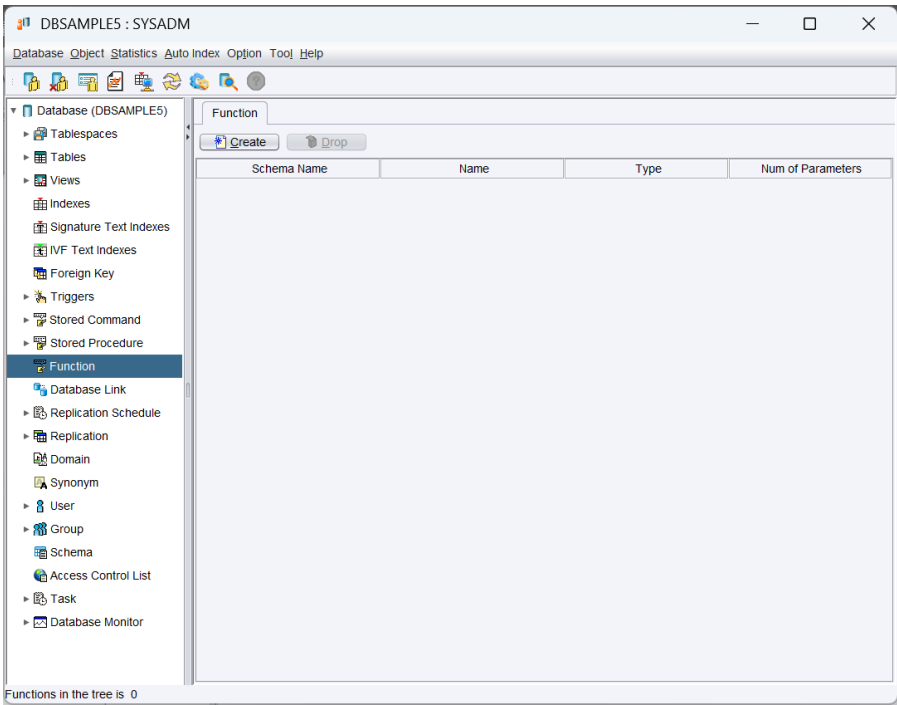 DBSAMPLE5 : SYSADM
Database Object Statistics Auto Index Option Tool Help
Database (DBSAMPLE5)
Tablespaces
Tables
Views
Indexes
Signature Text Indexes
IVF Text Indexes
Foreign Key
Triggers
Stored Command
Stored Procedure
Function
Database Link
Replication Schedule
Replication
Domain
Synonym
User
Group
Schema
Access Control List
Task
Database Monitor
Function
Create Drop
Schema Name Name Type Num of Parameters
Functions in the tree is 0